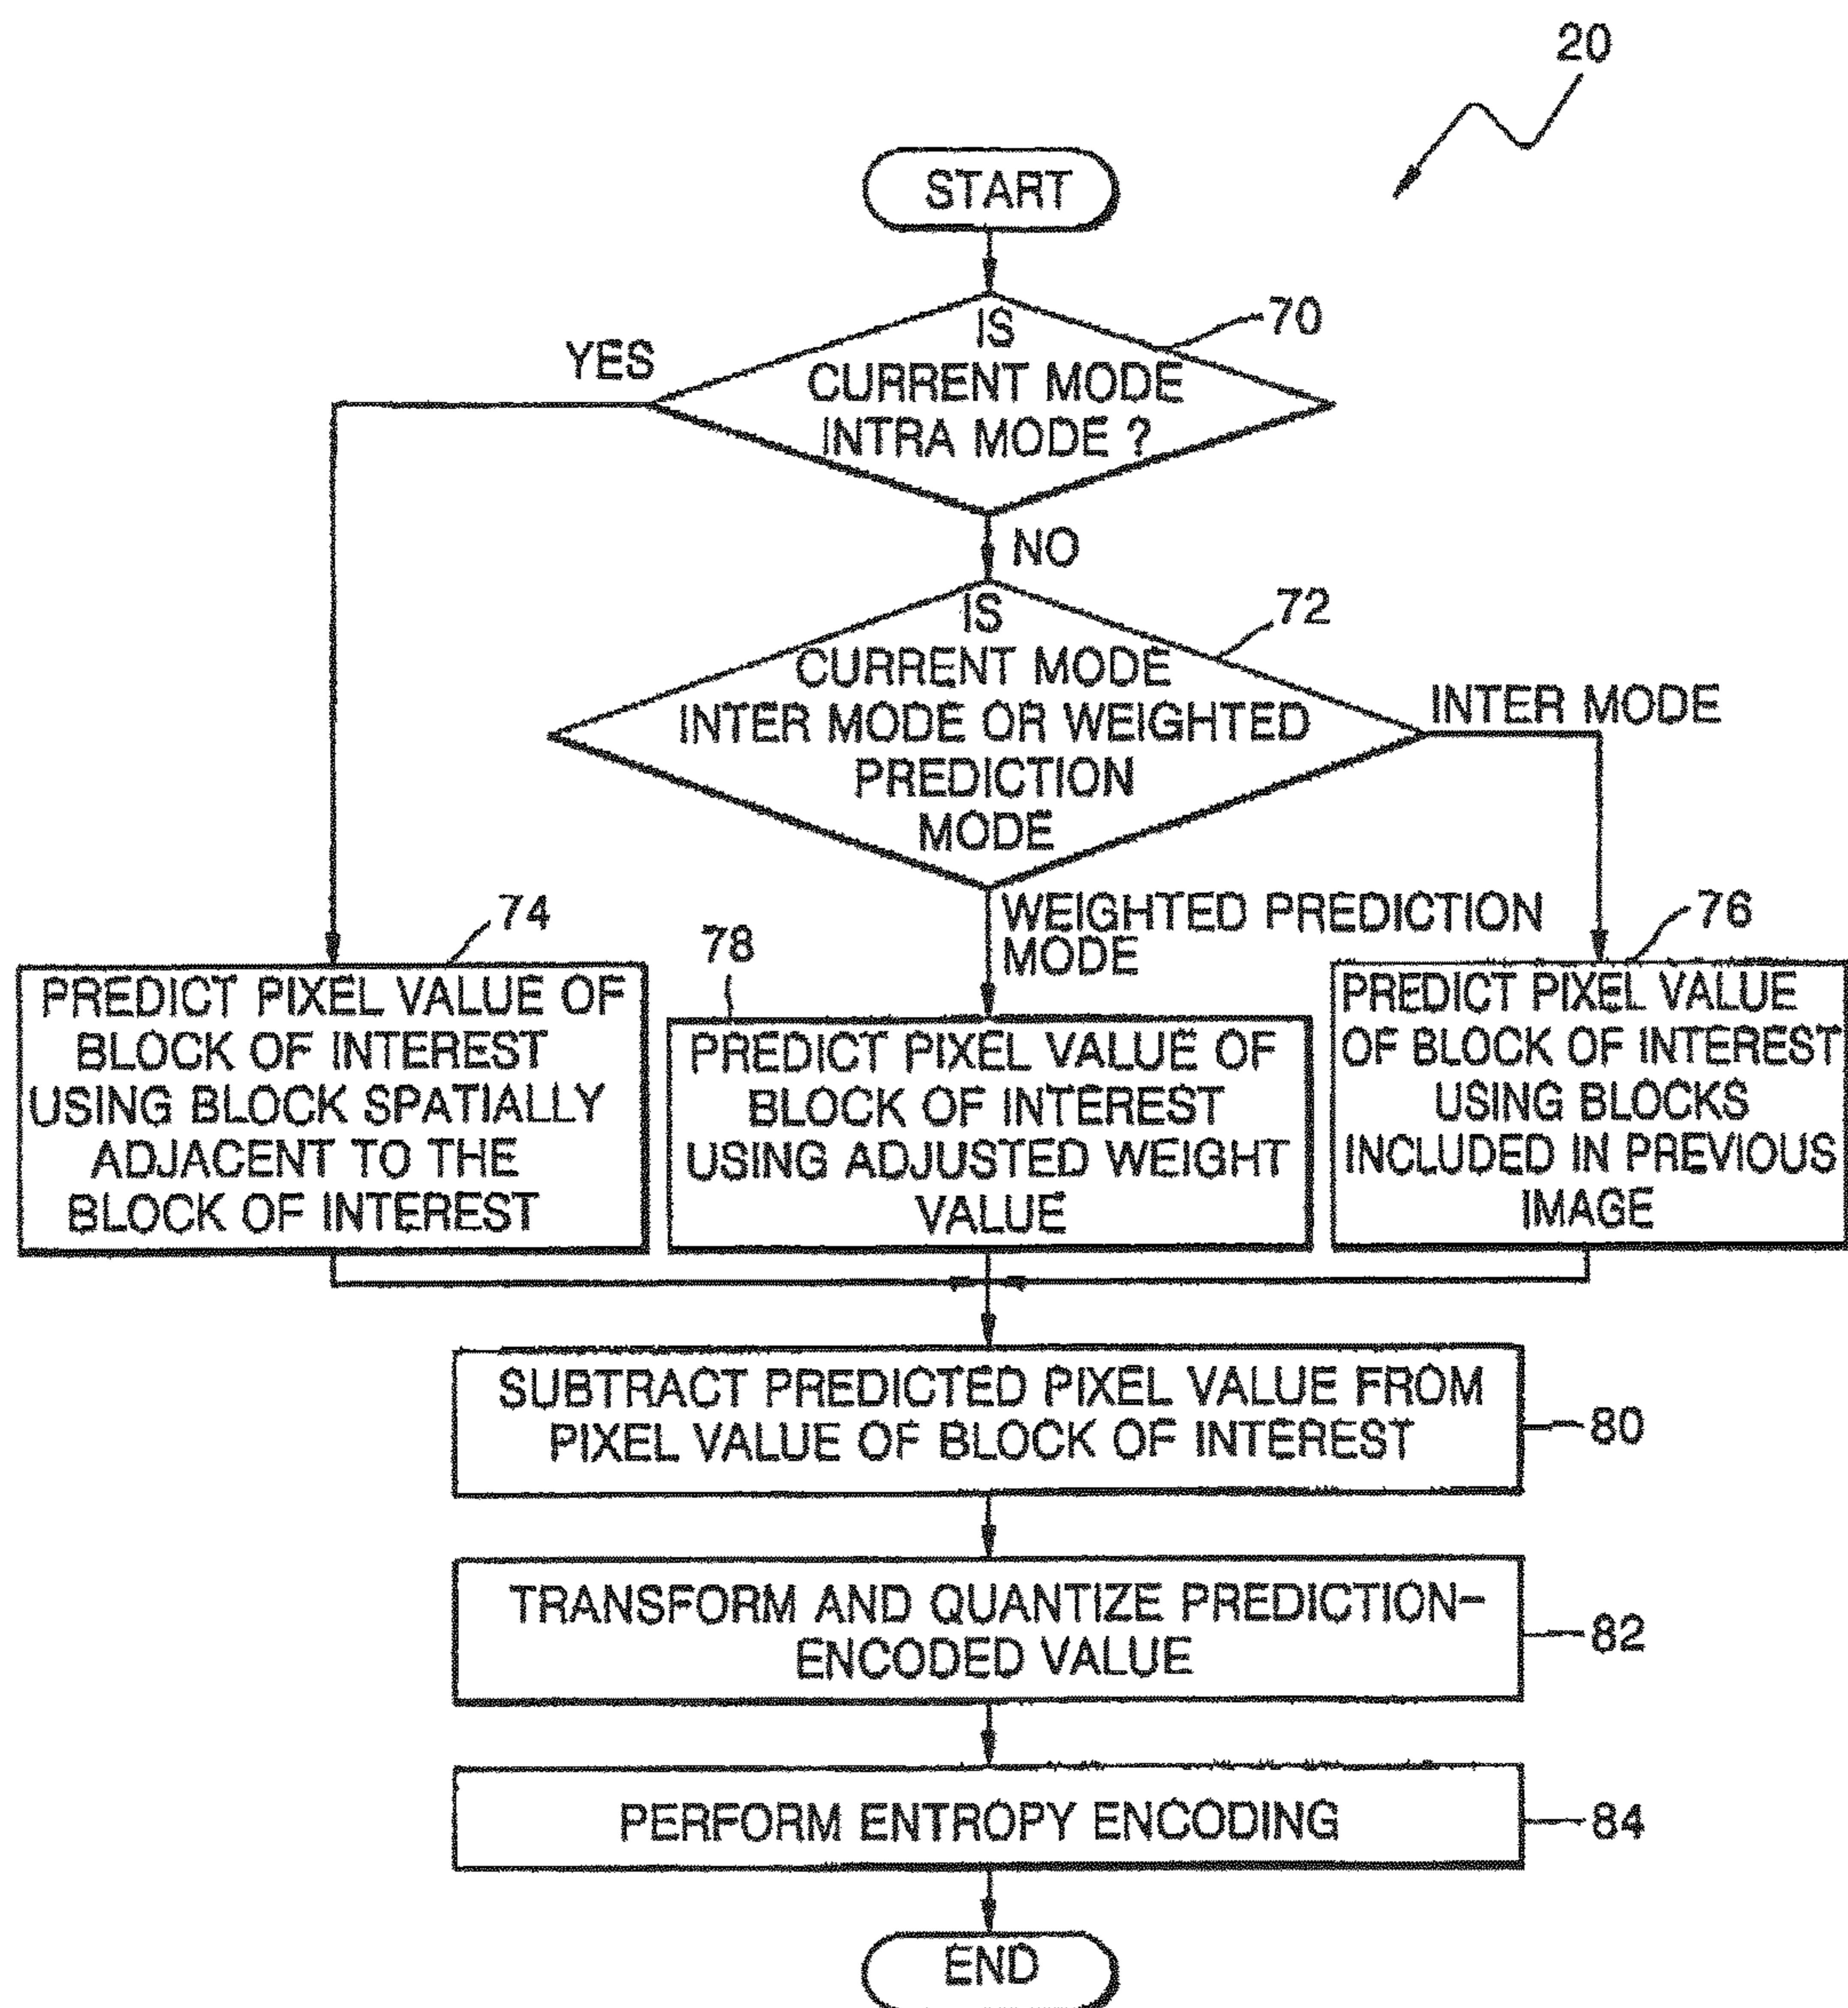 20
START
70
YES
IS
CURRENT MODE
INTRA MODE ?
NO
72
IS
CURRENT MODE
INTER MODE OR WEIGHTED
PREDICTION
MODE
INTER MODE
WEIGHTED PREDICTION
MODE
74
PREDICT PIXEL VALUE OF
BLOCK OF INTEREST
USING BLOCK SPATIALLY
ADJACENT TO THE
BLOCK OF INTEREST
78
PREDICT PIXEL VALUE OF
BLOCK OF INTEREST
USING ADJUSTED WEIGHT
VALUE
76
PREDICT PIXEL VALUE
OF BLOCK OF INTEREST
USING BLOCKS
INCLUDED IN PREVIOUS
IMAGE
SUBTRACT PREDICTED PIXEL VALUE FROM
PIXEL VALUE OF BLOCK OF INTEREST
80
TRANSFORM AND QUANTIZE PREDICTION-
ENCODED VALUE
82
PERFORM ENTROPY ENCODING
84
END